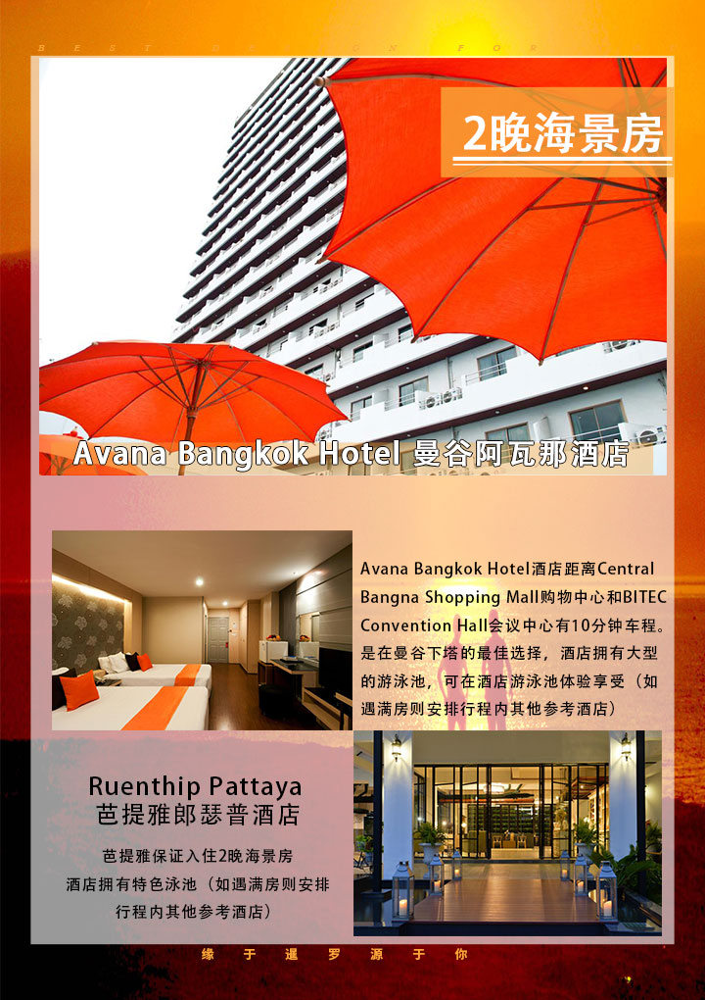 BEST DESIGN FOR
2晚海景房
Avana Bangkok Hotel 曼谷阿瓦那酒店
Avana Bangkok Hotel酒店距离Central
Bangna Shopping Mall购物中心和BITEC
Convention Hall会议中心有10分钟车程。
是在曼谷下塔的最佳选择，酒店拥有大型
的游泳池，可在酒店游泳池体验享受（如
遇满房则安排行程内其他参考酒店）
Ruenthip Pattaya
芭提雅郎瑟普酒店
芭提雅保证入住2晚海景房
酒店拥有特色泳池（如遇满房则安排
行程内其他参考酒店）
缘于暹罗源于你